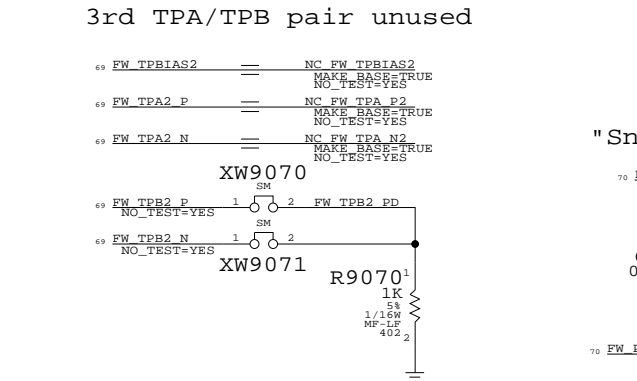 3rd TPA/TPB pair unused
69 FW_TPBIAS2 NC_FW_TPBIAS2
MAKE_BASE=TRUE
NO_TEST=YES
69 FW_TPA2_P NC_FW_TPA_P2
MAKE_BASE=TRUE
NO_TEST=YES
69 FW_TPA2_N NC_FW_TPA_N2
MAKE_BASE=TRUE
NO_TEST=YES
XW9070
SM
69 FW_TPB2_P 1 2 FW_TPB2_PD
NO_TEST=YES
SM
69 FW_TPB2_N 1 2
NO_TEST=YES
XW9071
R9070 1
1K
5%
1/16W
MF-LF
402 2
"Sn
70
70 FW_P